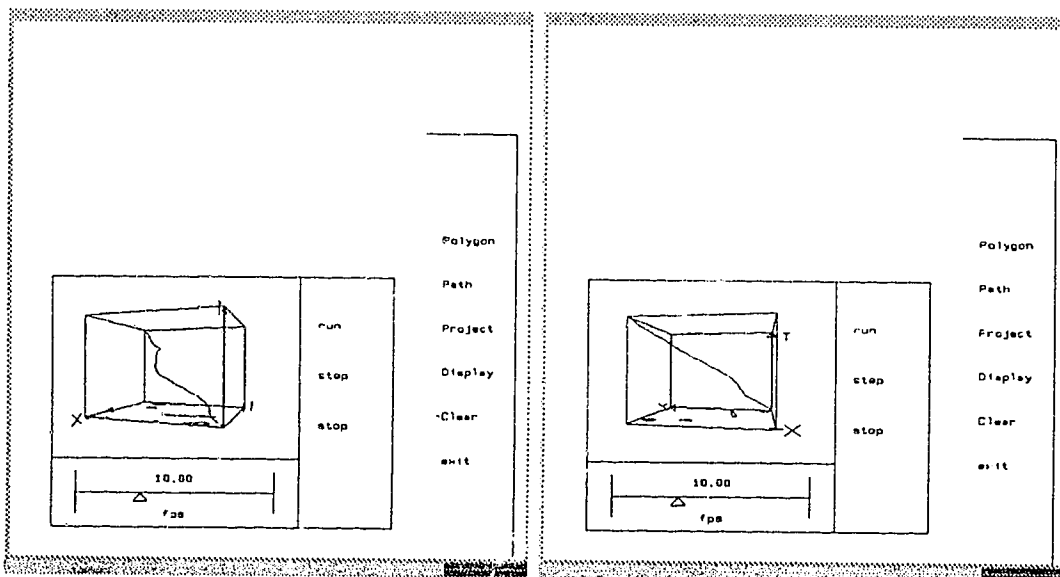 Polygon
Path
Project
Display
Clear
exit
run
stop
stop
X
10.00
fps
Polygon
Path
Project
Display
Clear
exit
run
stop
stop
T
X
10.00
fps